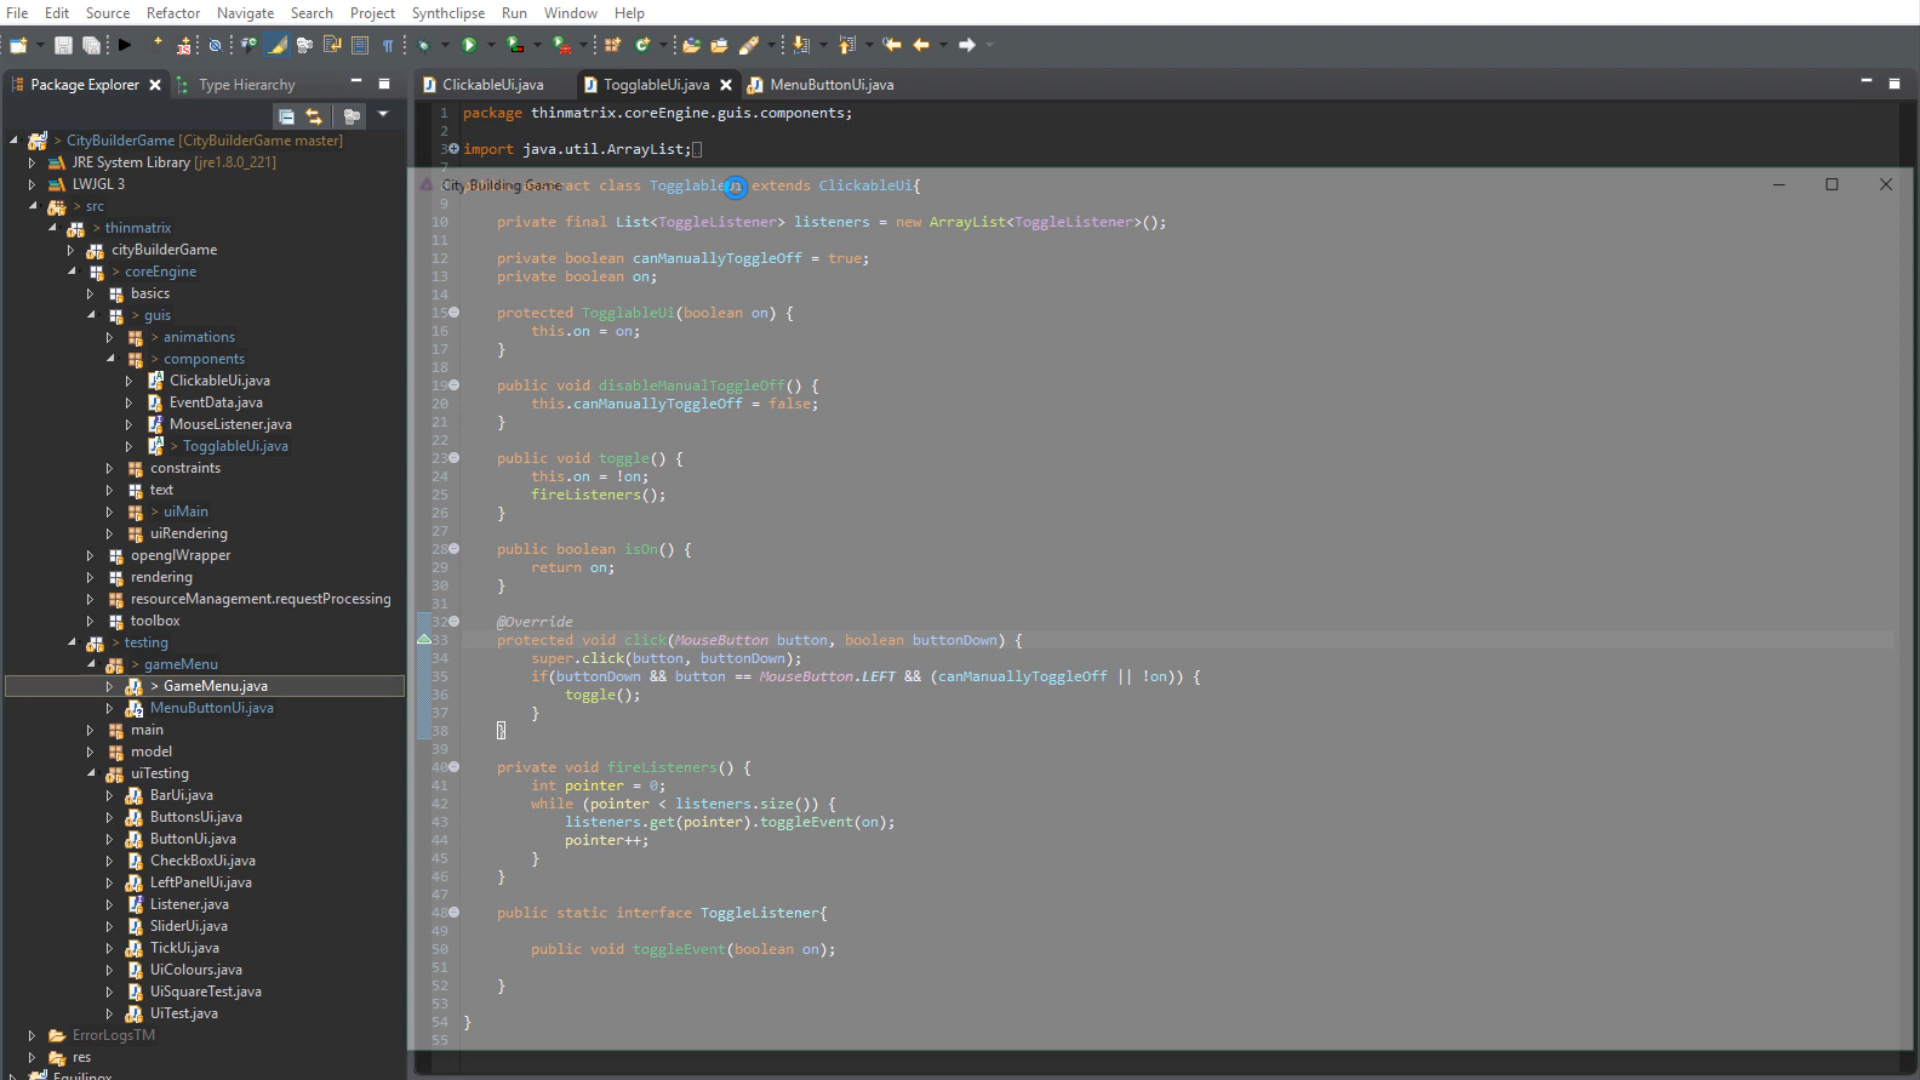 File Edit Source Refactor Navigate Search Project Synthclipse Run Window Help
Package Explorer Type Hierarchy
ClickableUi.java TogglableUi.java MenuButtonUi.java
> CityBuilderGame [CityBuilderGame master]
JRE System Library [jre1.8.0_221]
LWJGL 3
> src
> thinmatrix
cityBuilderGame
> coreEngine
basics
> guis
> animations
> components
ClickableUi.java
EventData.java
MouseListener.java
> TogglableUi.java
constraints
text
> uiMain
uiRendering
openglWrapper
rendering
resourceManagement.requestProcessing
toolbox
> testing
> gameMenu
> GameMenu.java
MenuButtonUi.java
main
model
uiTesting
BarUi.java
ButtonsUi.java
ButtonUi.java
CheckBoxUi.java
LeftPanelUi.java
Listener.java
SliderUi.java
TickUi.java
UiColours.java
UiSquareTest.java
UiTest.java
ErrorLogsTM
res
Equilinox
1 package thinmatrix.coreEngine.guis.components;
2
3 import java.util.ArrayList;
7
City Building Game
class TogglableUi extends ClickableUi{
9
10 private final List<ToggleListener> listeners = new ArrayList<ToggleListener>();
11
12 private boolean canManuallyToggleOff = true;
13 private boolean on;
14
15 protected TogglableUi(boolean on) {
16 this.on = on;
17 }
18
19 public void disableManualToggleOff() {
20 this.canManuallyToggleOff = false;
21 }
22
23 public void toggle() {
24 this.on = !on;
25 fireListeners();
26 }
27
28 public boolean isOn() {
29 return on;
30 }
31
32 @Override
33 protected void click(MouseButton button, boolean buttonDown) {
34 super.click(button, buttonDown);
35 if(buttonDown && button == MouseButton.LEFT && (canManuallyToggleOff || !on)) {
36 toggle();
37 }
38 }
39
40 private void fireListeners() {
41 int pointer = 0;
42 while (pointer < listeners.size()) {
43 listeners.get(pointer).toggleEvent(on);
44 pointer++;
45 }
46 }
47
48 public static interface ToggleListener{
49
50 public void toggleEvent(boolean on);
51
52 }
53
54 }
55